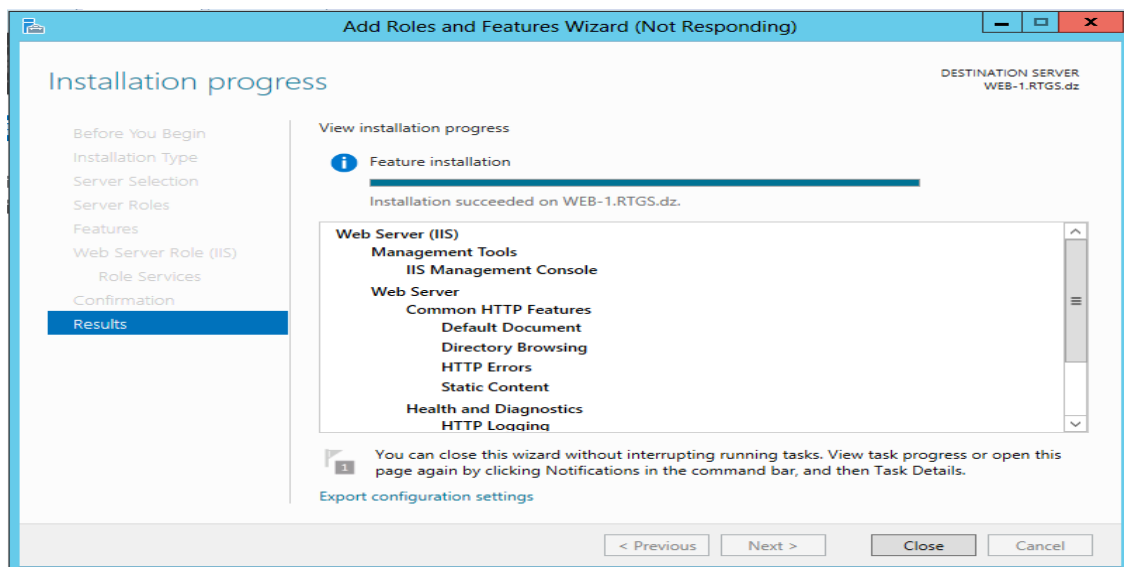 Add Roles and Features Wizard (Not Responding)
Installation progress
DESTINATION SERVER
WEB-1.RTGS.dz
Before You Begin
Installation Type
Server Selection
Server Roles
Features
Web Server Role (IIS)
Role Services
Confirmation
Results
View installation progress
Feature installation
Installation succeeded on WEB-1.RTGS.dz.
Web Server (IIS)
Management Tools
IIS Management Console
Web Server
Common HTTP Features
Default Document
Directory Browsing
HTTP Errors
Static Content
Health and Diagnostics
HTTP Logging
1
You can close this wizard without interrupting running tasks. View task progress or open this
page again by clicking Notifications in the command bar, and then Task Details.
Export configuration settings
< Previous
Next >
Close
Cancel